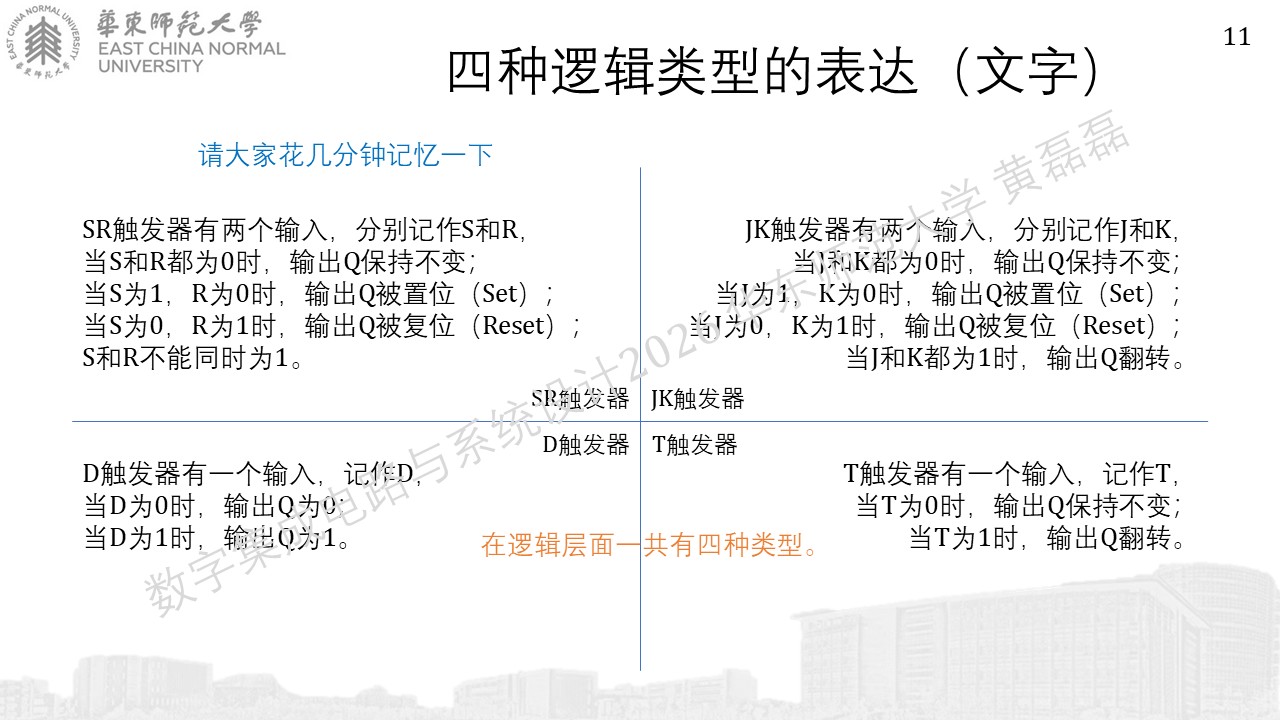 華東師范大學
EAST CHINA NORMAL
UNIVERSITY
11
四种逻辑类型的表达（文字）
请大家花几分钟记忆一下
SR触发器有两个输入，分别记作S和R，
当S和R都为0时，输出Q保持不变；
当S为1，R为0时，输出Q被置位（Set）；
当S为0，R为1时，输出Q被复位（Reset）；
S和R不能同时为1。
SR触发器
JK触发器有两个输入，分别记作J和K，
当J和K都为0时，输出Q保持不变；
当J为1，K为0时，输出Q被置位（Set）；
当J为0，K为1时，输出Q被复位（Reset）；
当J和K都为1时，输出Q翻转。
JK触发器
D触发器
D触发器有一个输入，记作D，
当D为0时，输出Q为0；
当D为1时，输出Q为1。
T触发器
T触发器有一个输入，记作T，
当T为0时，输出Q保持不变；
当T为1时，输出Q翻转。
在逻辑层面一共有四种类型。
数字集成电路与系统设计2026 华东师范大学 黄磊磊